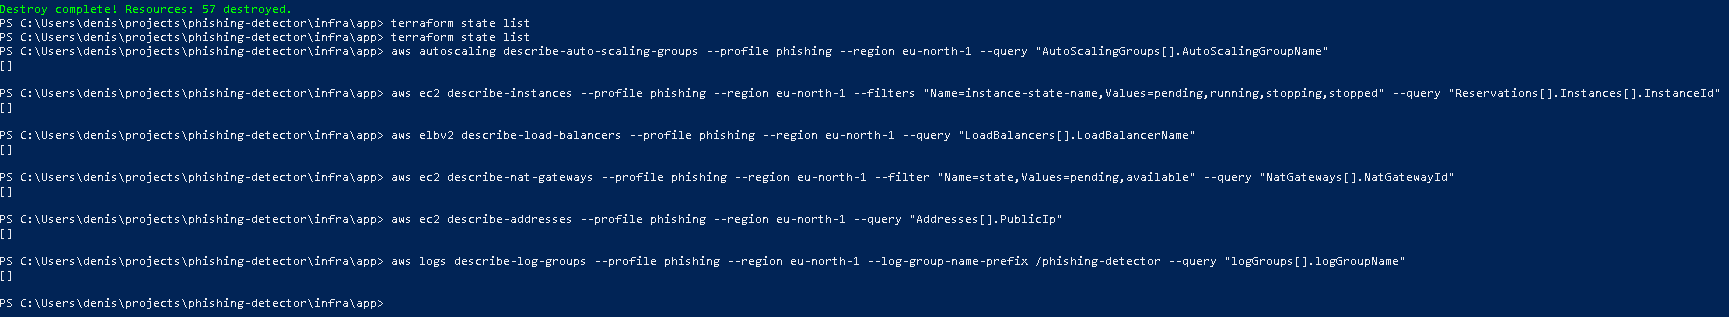 Destroy complete! Resources: 57 destroyed.
PS C:\Users\denis\projects\phishing-detector\infra\app> terraform state list
PS C:\Users\denis\projects\phishing-detector\infra\app> terraform state list
PS C:\Users\denis\projects\phishing-detector\infra\app> aws autoscaling describe-auto-scaling-groups --profile phishing --region eu-north-1 --query "AutoScalingGroups[].AutoScalingGroupName"
[]
PS C:\Users\denis\projects\phishing-detector\infra\app> aws ec2 describe-instances --profile phishing --region eu-north-1 --filters "Name=instance-state-name,Values=pending,running,stopping,stopped" --query "Reservations[].Instances[].InstanceId"
[]
PS C:\Users\denis\projects\phishing-detector\infra\app> aws elbv2 describe-load-balancers --profile phishing --region eu-north-1 --query "LoadBalancers[].LoadBalancerName"
[]
PS C:\Users\denis\projects\phishing-detector\infra\app> aws ec2 describe-nat-gateways --profile phishing --region eu-north-1 --filter "Name=state,Values=pending,available" --query "NatGateways[].NatGatewayId"
[]
PS C:\Users\denis\projects\phishing-detector\infra\app> aws ec2 describe-addresses --profile phishing --region eu-north-1 --query "Addresses[].PublicIp"
[]
PS C:\Users\denis\projects\phishing-detector\infra\app> aws logs describe-log-groups --profile phishing --region eu-north-1 --log-group-name-prefix /phishing-detector --query "logGroups[].logGroupName"
[]
PS C:\Users\denis\projects\phishing-detector\infra\app>